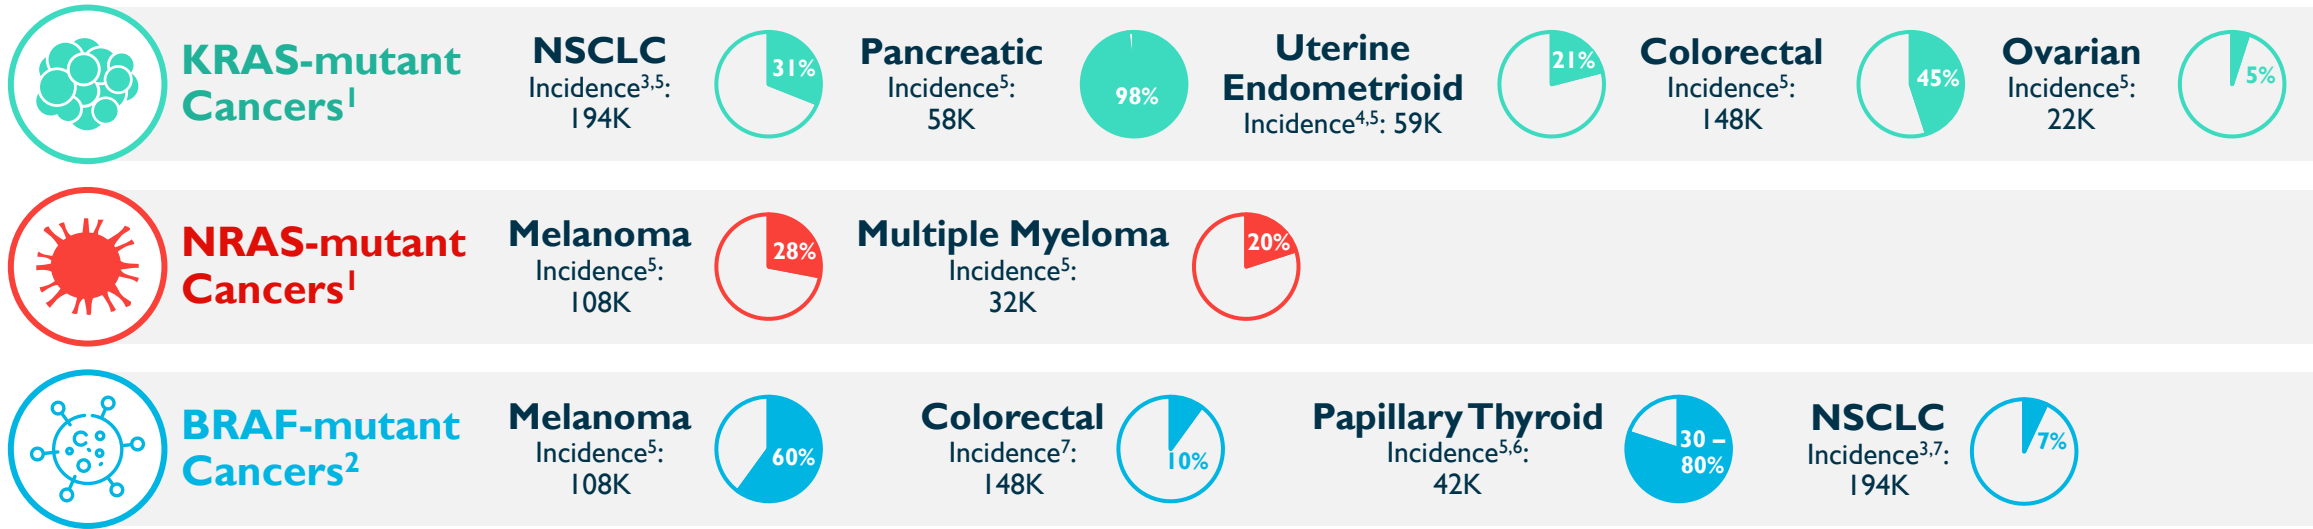 KRAS-mutant
Cancers¹
NSCLC
Incidence³,⁵:
194K
31%
Pancreatic
Incidence⁵:
58K
98%
Uterine
Endometrioid
Incidence⁴,⁵: 59K
21%
Colorectal
Incidence⁵:
148K
45%
Ovarian
Incidence⁵:
22K
5%
NRAS-mutant
Cancers¹
Melanoma
Incidence⁵:
108K
28%
Multiple Myeloma
Incidence⁵:
32K
20%
BRAF-mutant
Cancers²
Melanoma
Incidence⁵:
108K
60%
Colorectal
Incidence⁷:
148K
10%
Papillary Thyroid
Incidence⁵,⁶:
42K
30 –
80%
NSCLC
Incidence³,⁷:
194K
7%